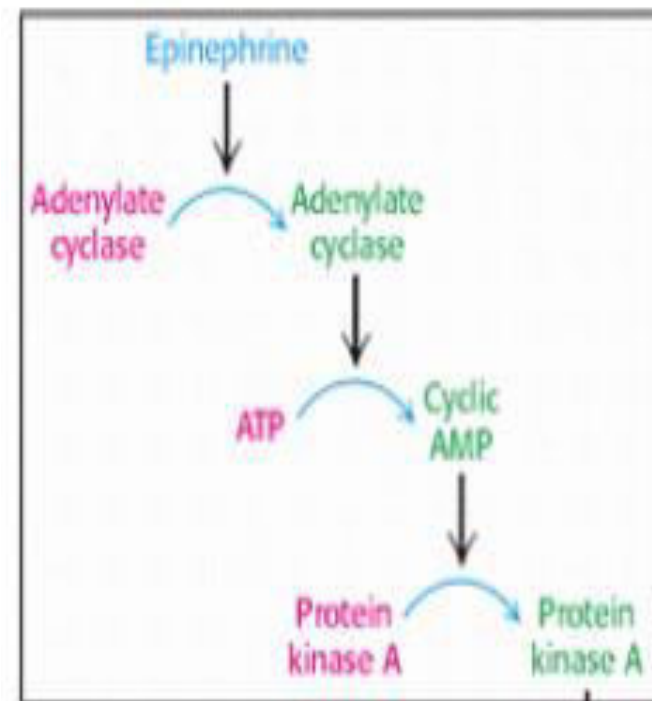 Epinephrine
Adenylate
cyclase
Adenylate
cyclase
ATP
Cyclic
AMP
Protein
kinase A
Protein
kinase A